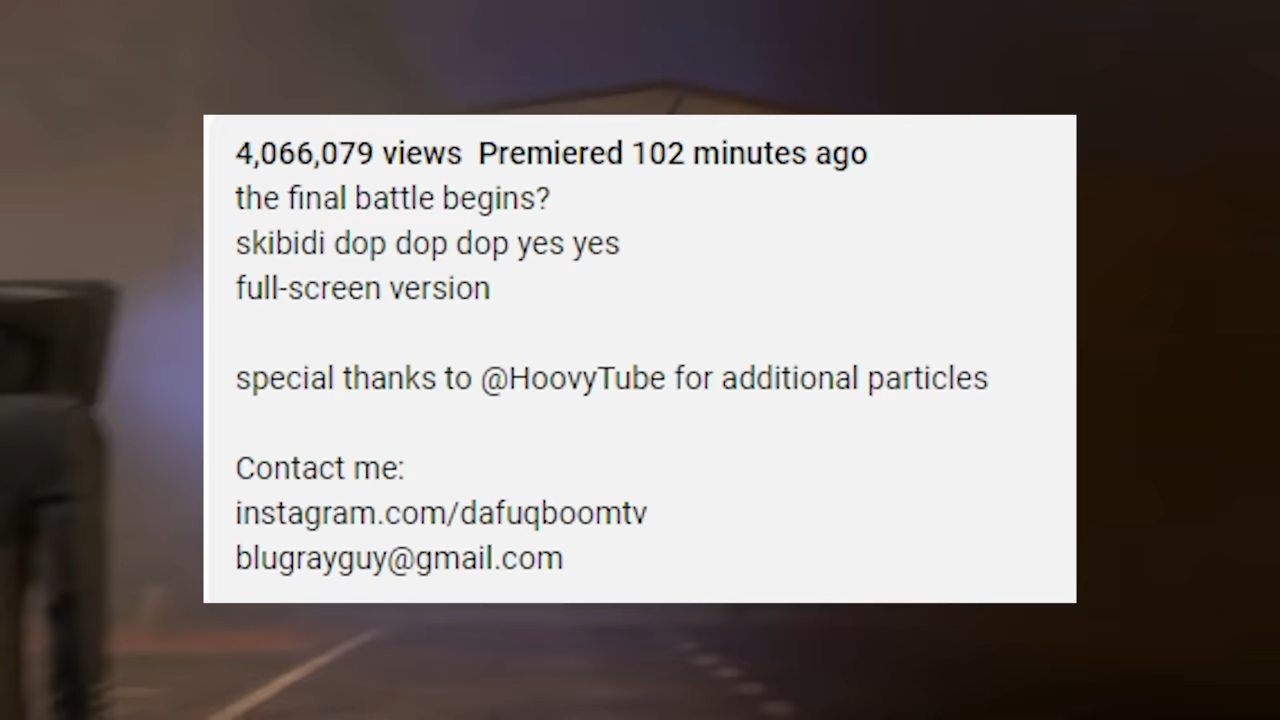 4,066,079 views Premiered 102 minutes ago
the final battle begins?
skibidi dop dop dop yes yes
full-screen version
special thanks to @HoovyTube for additional particles
Contact me:
instagram.com/dafuqboomtv
blugrayguy@gmail.com